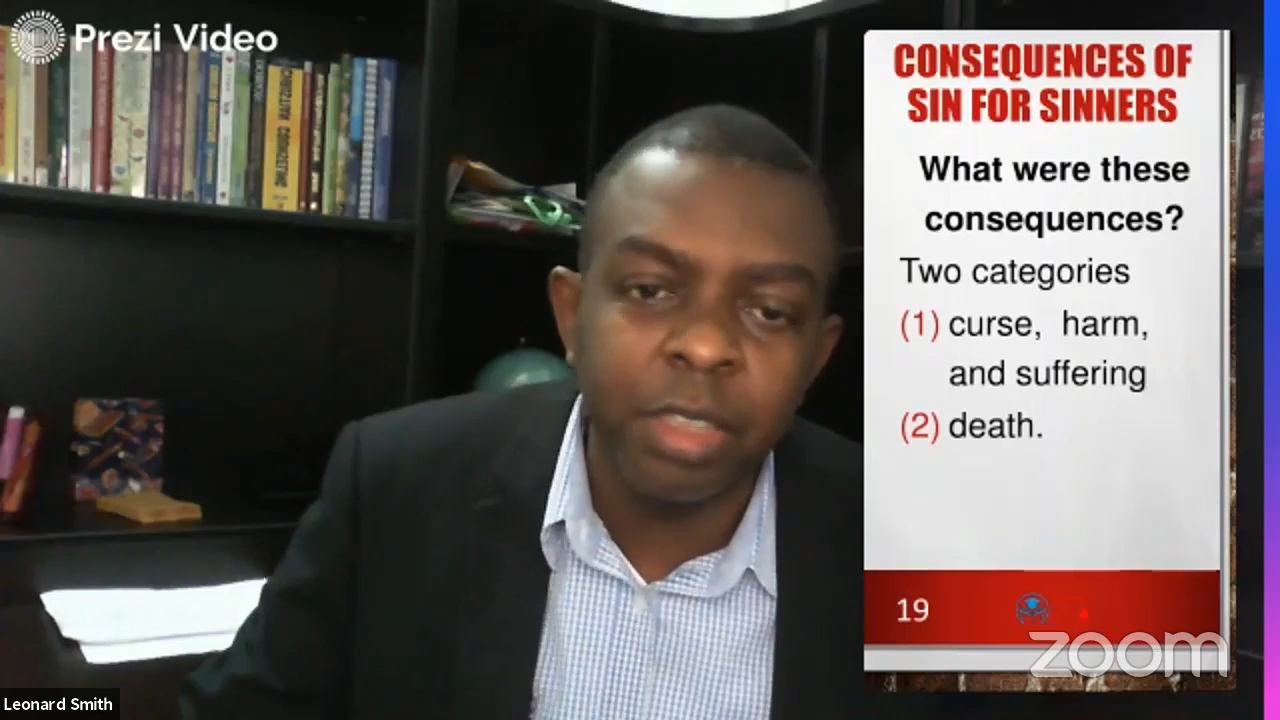 Prezi Video
CONSEQUENCES OF
SIN FOR SINNERS
What were these
consequences?
Two categories
(1) curse, harm,
and suffering
(2) death.
19
zoom
Leonard Smith